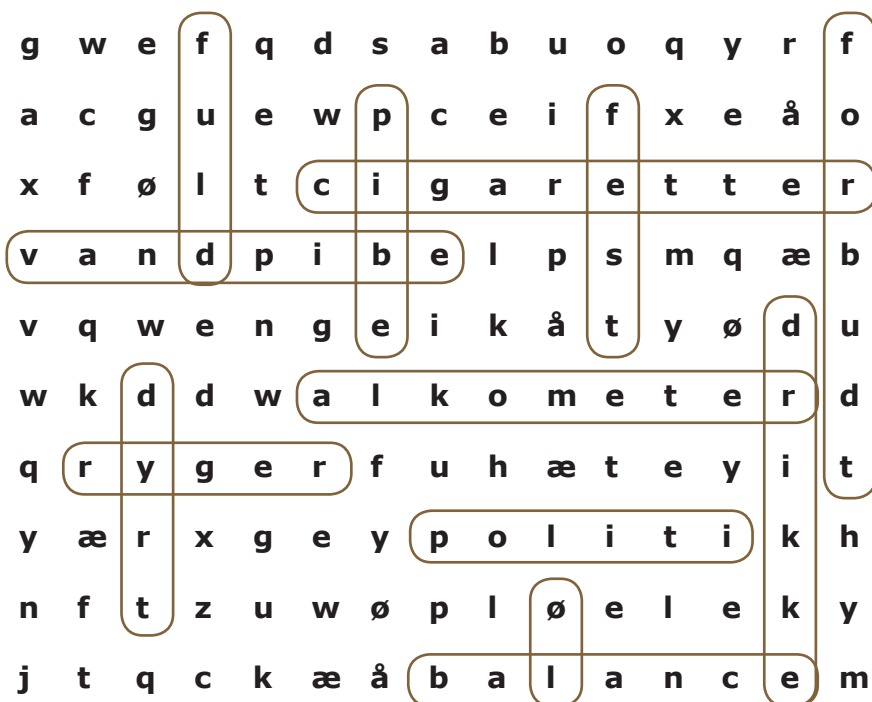 g w e f q d s a b u o q y r f
a c g u e w p c e i f x e å o
x f ø l t c i g a r e t t e r
v a n d p i b e l p s m q æ b
v q w e n g e i k å t y ø d u
w k d d w a l k o m e t e r d
q r y g e r f u h æ t e y i t
y æ r x g e y p o l i t i k h
n f t z u w ø p l ø e l e k y
j t q c k æ å b a l a n c e m